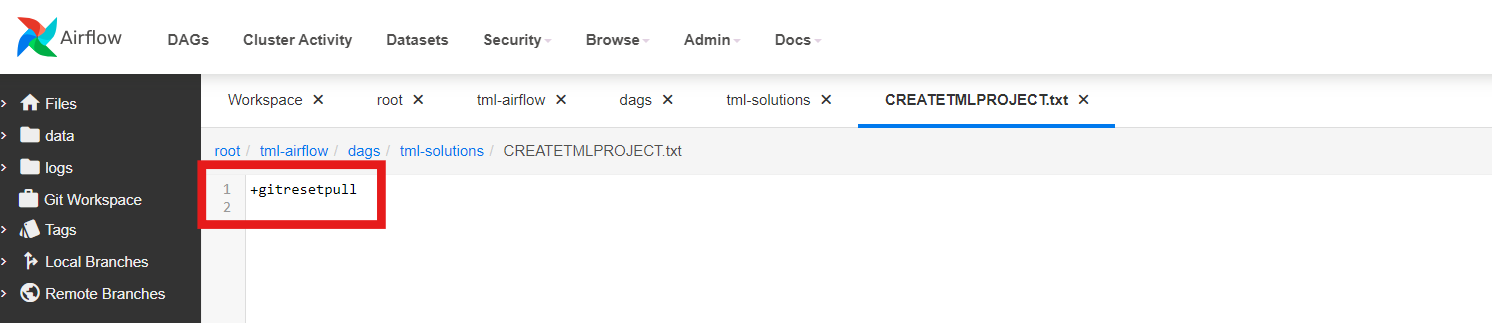 Airflow DAGs Cluster Activity Datasets Security Browse Admin Docs
Files
data
logs
Git Workspace
Tags
Local Branches
Remote Branches
Workspace × root × tml-airflow × dags × tml-solutions × CREATETMLPROJECT.txt ×
root / tml-airflow / dags / tml-solutions / CREATETMLPROJECT.txt
1 +gitresetpull
2